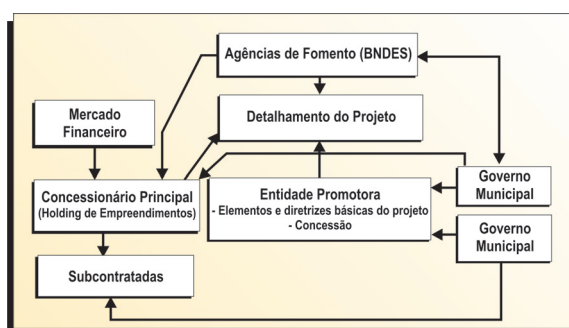 Agências de Fomento (BNDES)
Mercado
Financeiro
Detalhamento do Projeto
Concessionário Principal
(Holding de Empreendimentos)
Entidade Promotora
- Elementos e diretrizes básicas do projeto
- Concessão
Governo
Municipal
Governo
Municipal
Subcontratadas